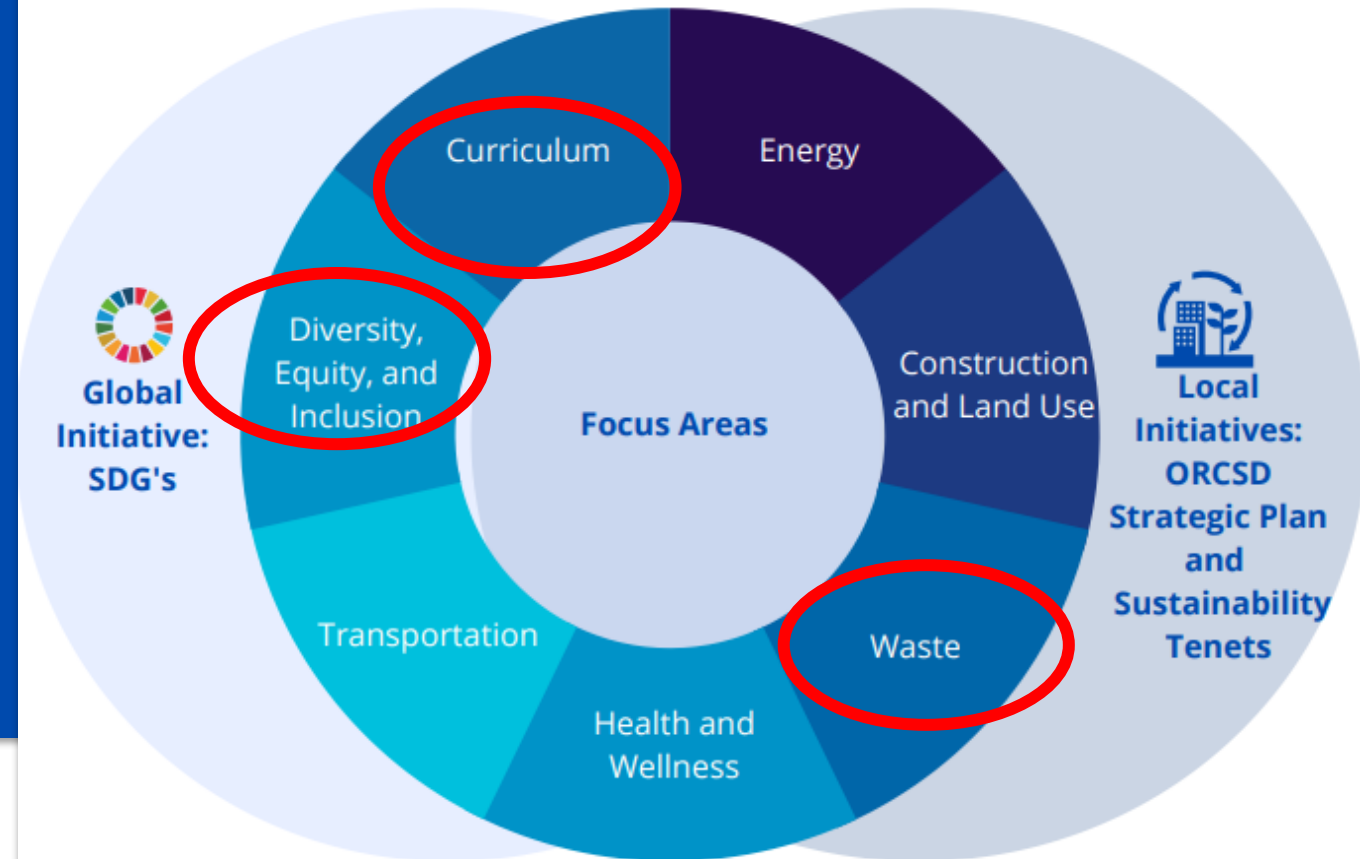 Curriculum
Energy
Diversity,
Equity, and
Inclusion
Construction
and Land Use
Global
Initiative:
SDG's
Focus Areas
Local
Initiatives:
ORCSD
Strategic Plan
and
Sustainability
Tenets
Transportation
Waste
Health and
Wellness